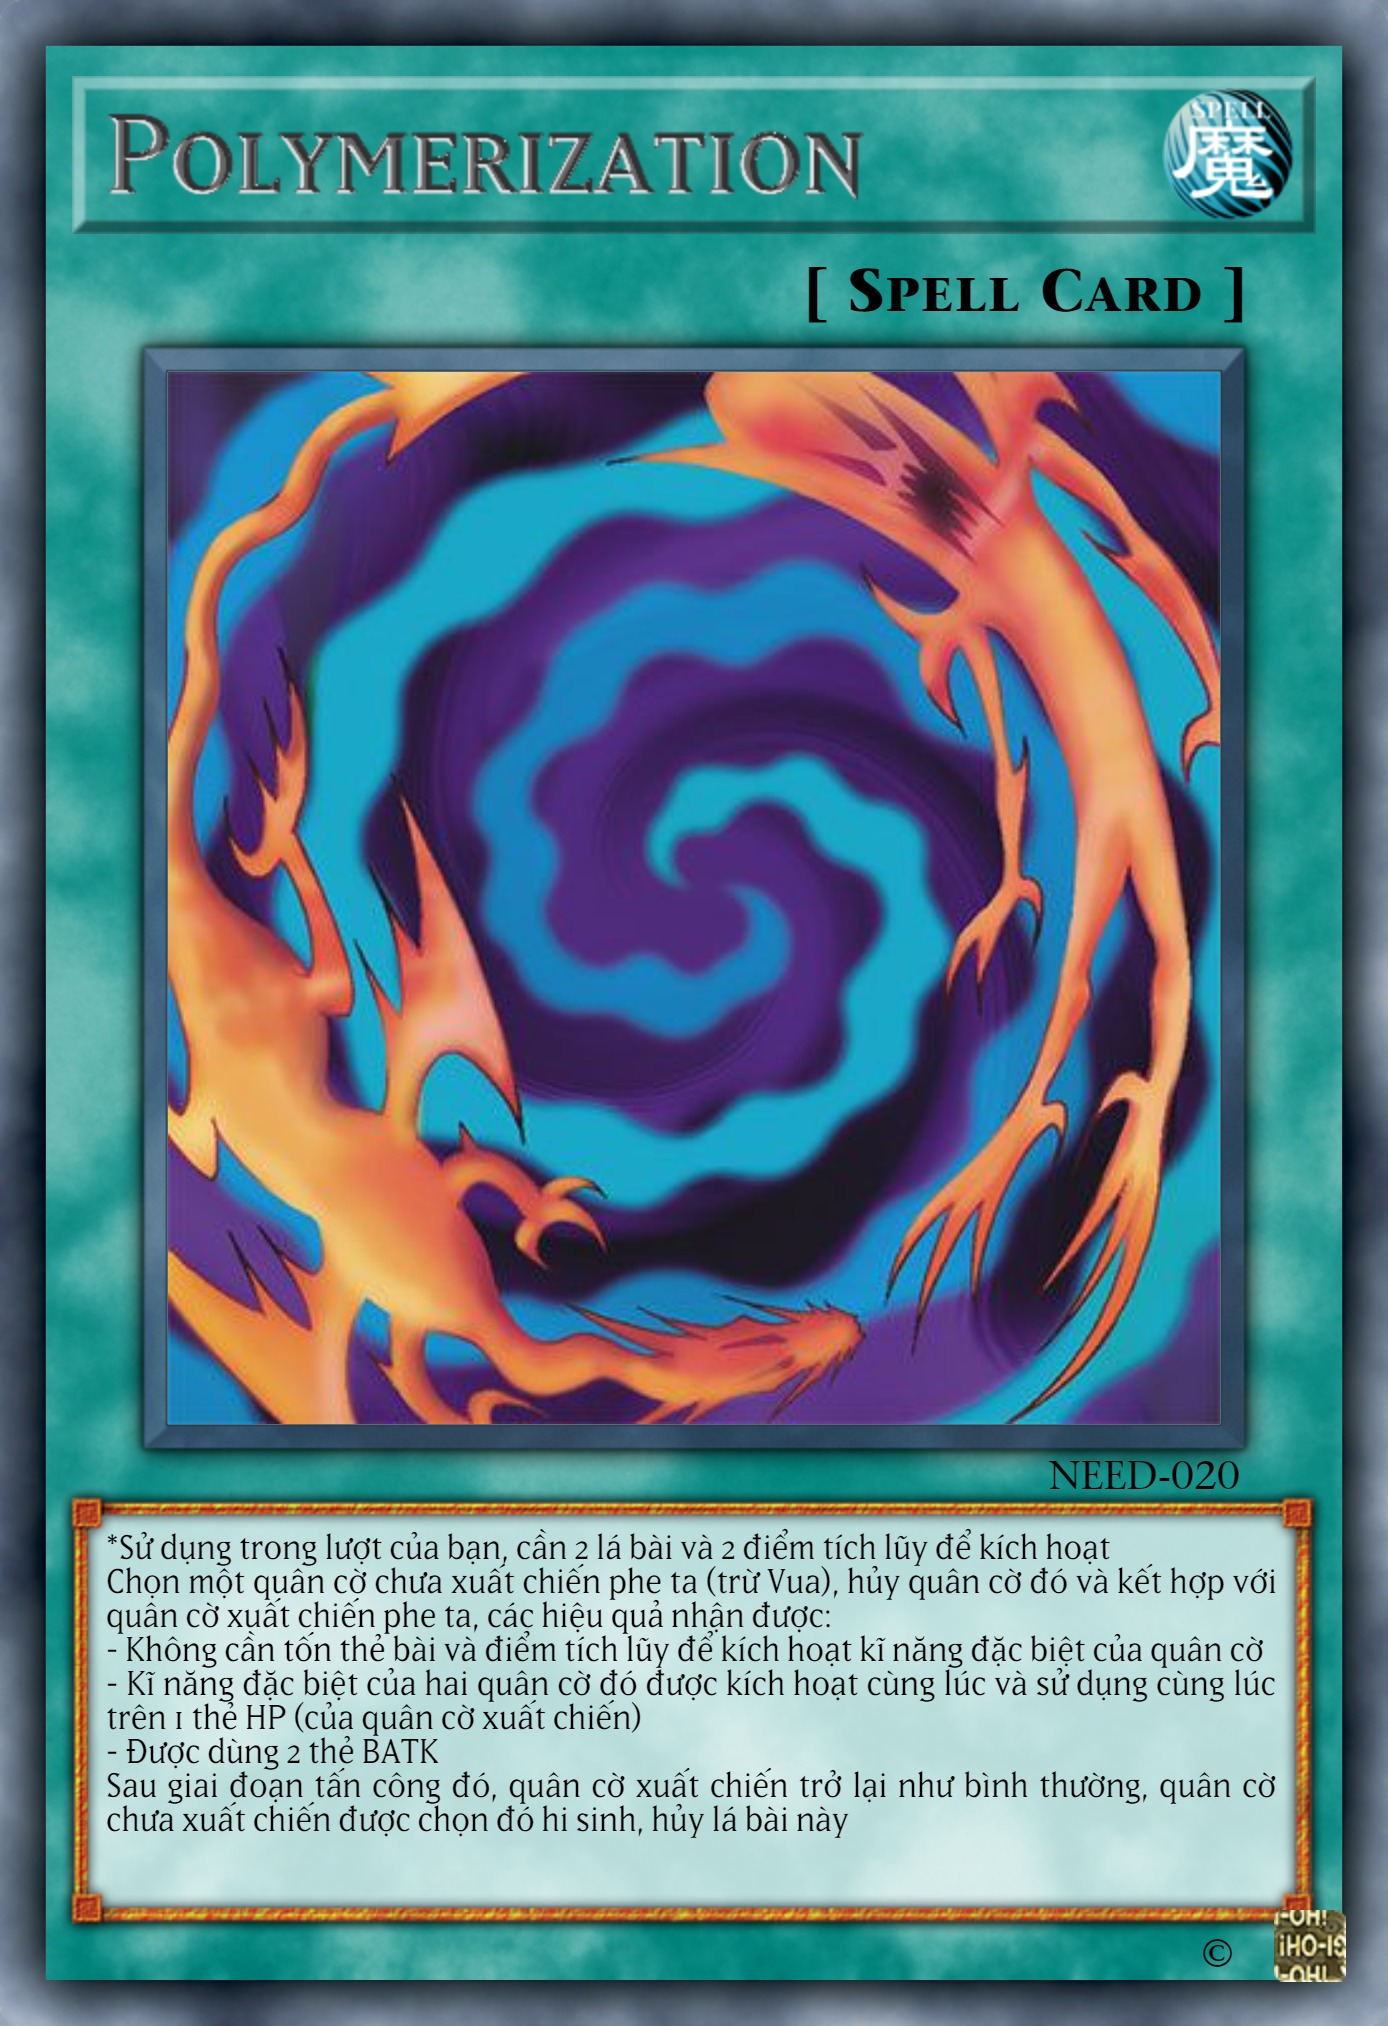 POLYMERIZATION
SPELL
魔
[ SPELL CARD ]
NEED-020
*Sử dụng trong lượt của bạn, cần 2 lá bài và 2 điểm tích lũy để kích hoạt
Chọn một quân cờ chưa xuất chiến phe ta (trừ Vua), hủy quân cờ đó và kết hợp với
quân cờ xuất chiến phe ta, các hiệu quả nhận được:
- Không cần tốn thẻ bài và điểm tích lũy để kích hoạt kĩ năng đặc biệt của quân cờ
- Kĩ năng đặc biệt của hai quân cờ đó được kích hoạt cùng lúc và sử dụng cùng lúc
trên 1 thẻ HP (của quân cờ xuất chiến)
- Được dùng 2 thẻ BATK
Sau giai đoạn tấn công đó, quân cờ xuất chiến trở lại như bình thường, quân cờ
chưa xuất chiến được chọn đó hi sinh, hủy lá bài này
©
-OH!
iHO-